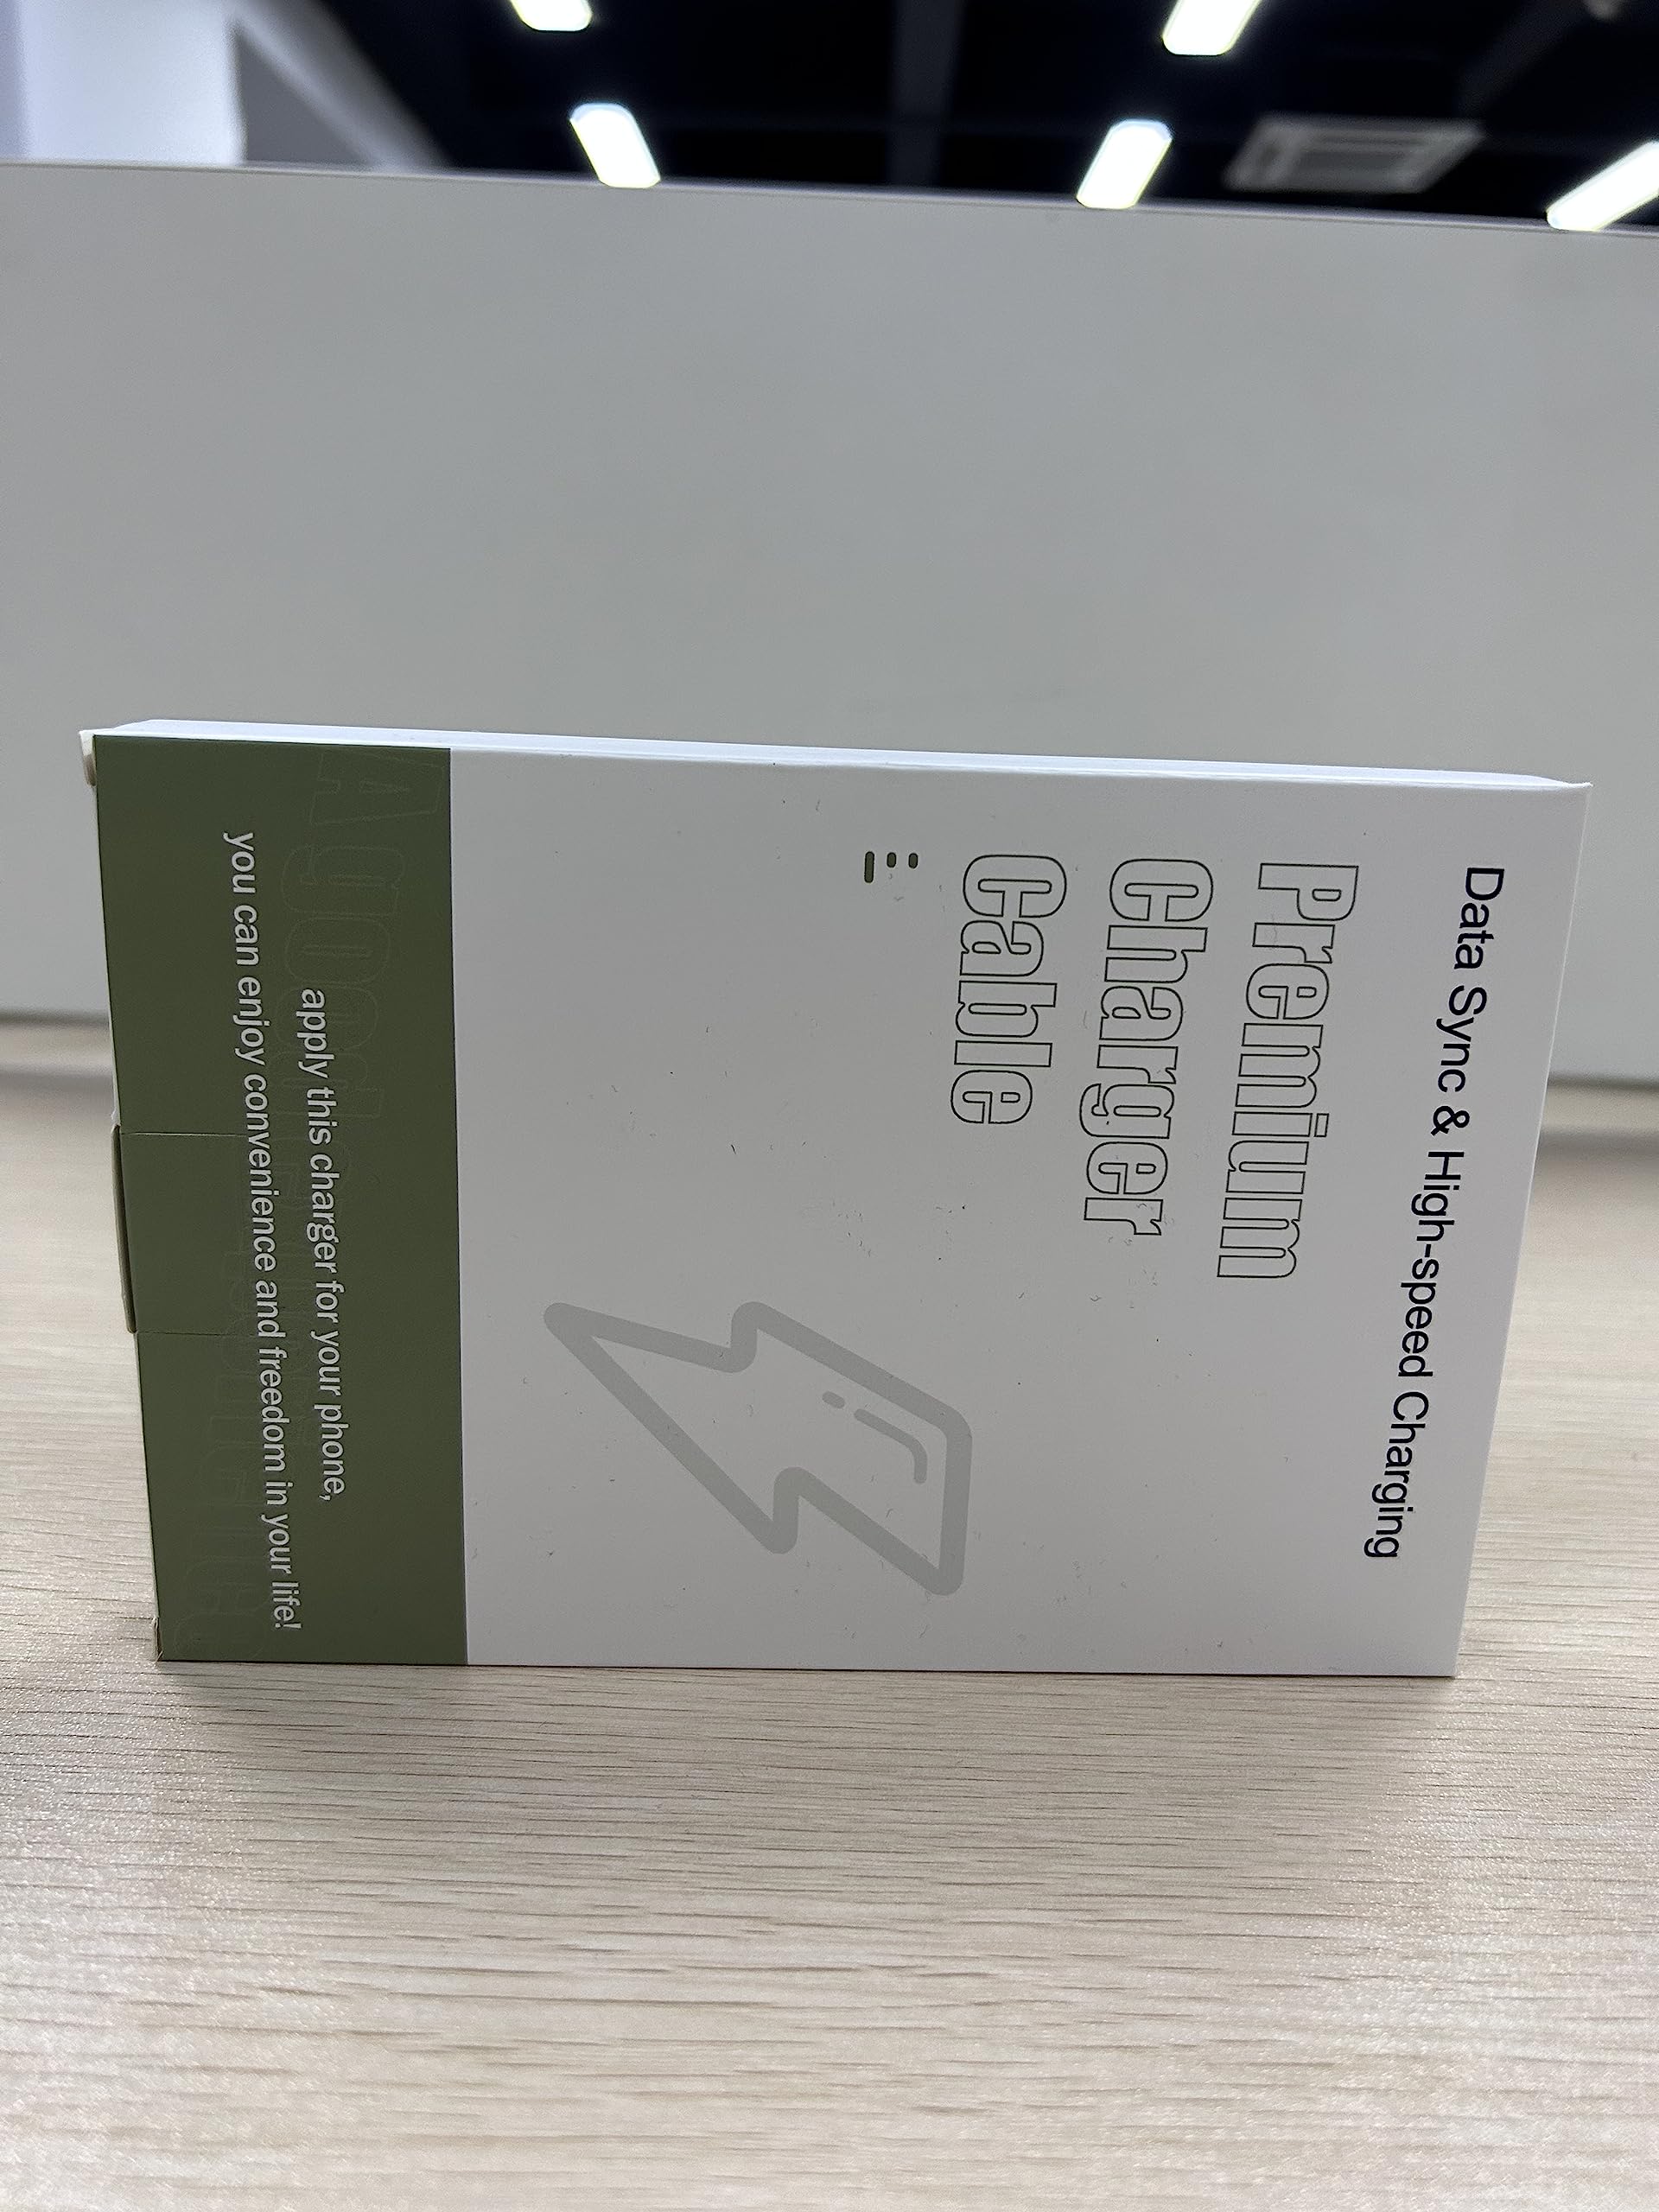 Data Sync & High-speed Charging
Premium
Charger
Cable
apply this charger for your phone,
you can enjoy convenience and freedom in your life!